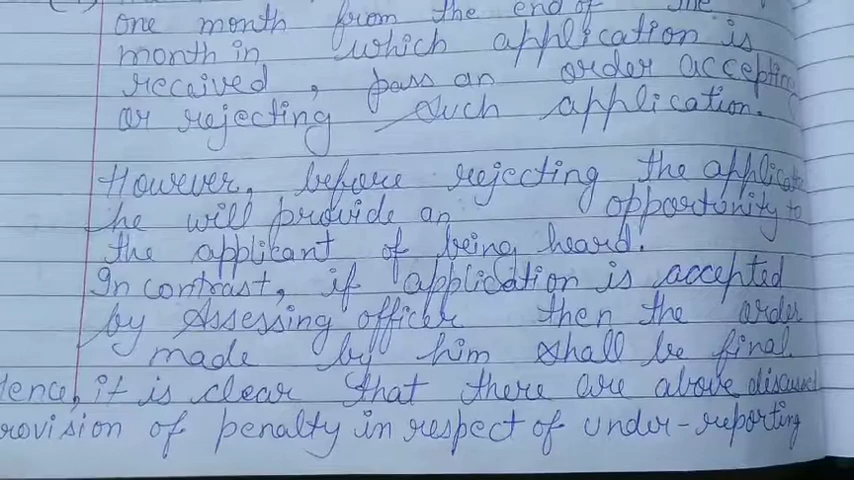 one month from the end of the
month in which application is
recaived, pass an order accepting
or rejecting such application.
However, before rejecting the applicate
he will provide an opportunity to
the applicant of being heard.
In contrast, if application is accepted
by Assessing officer then the order
made by him shall be final.
Hence, it is clear that there are above discussed
provision of penalty in respect of under-reporting